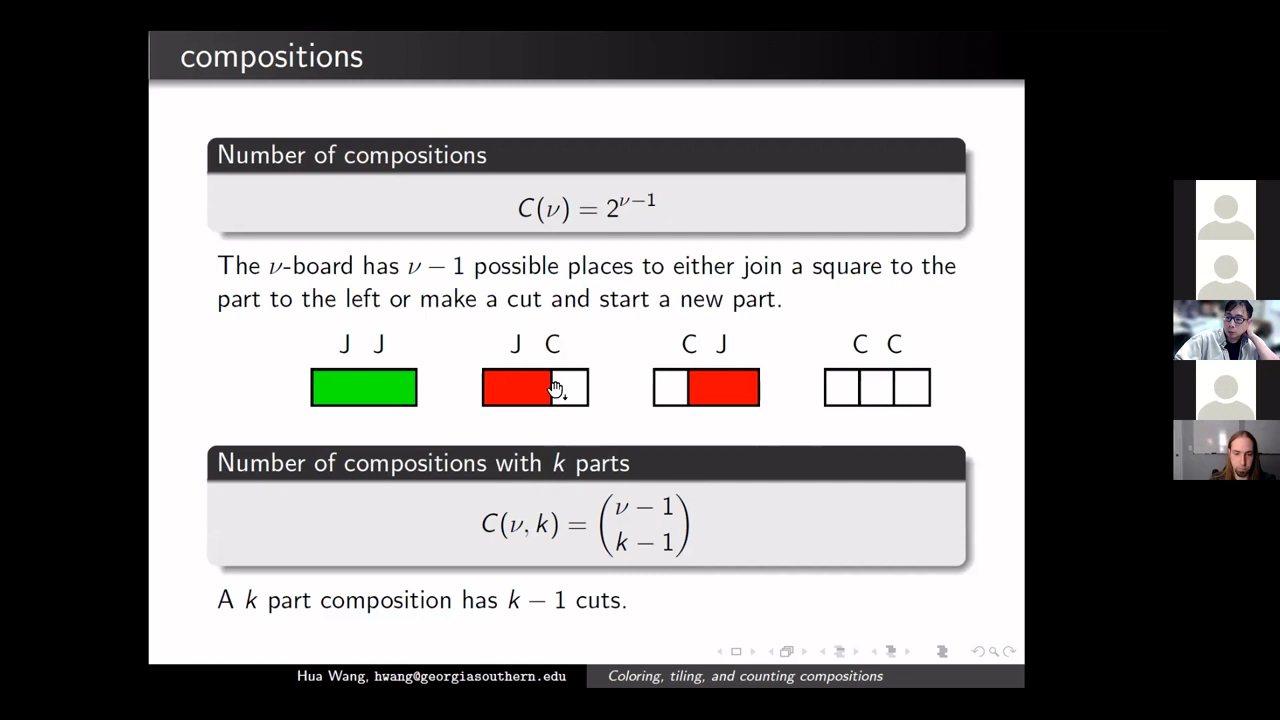 compositions
Number of compositions
C(ν) = 2^{ν−1}
The ν-board has ν − 1 possible places to either join a square to the
part to the left or make a cut and start a new part.
J J J C C J C C
Number of compositions with k parts
C(ν, k) = \binom{ν − 1}{k − 1}
A k part composition has k − 1 cuts.
Hua Wang, hwang@georgiasouthern.edu Coloring, tiling, and counting compositions